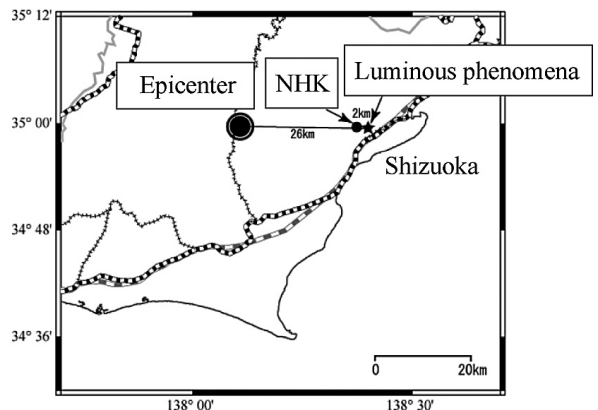 35° 12'
Epicenter
NHK
Luminous phenomena
35° 00'
2km
26km
Shizuoka
34° 48'
34° 36'
0 20km
138° 00' 138° 30'